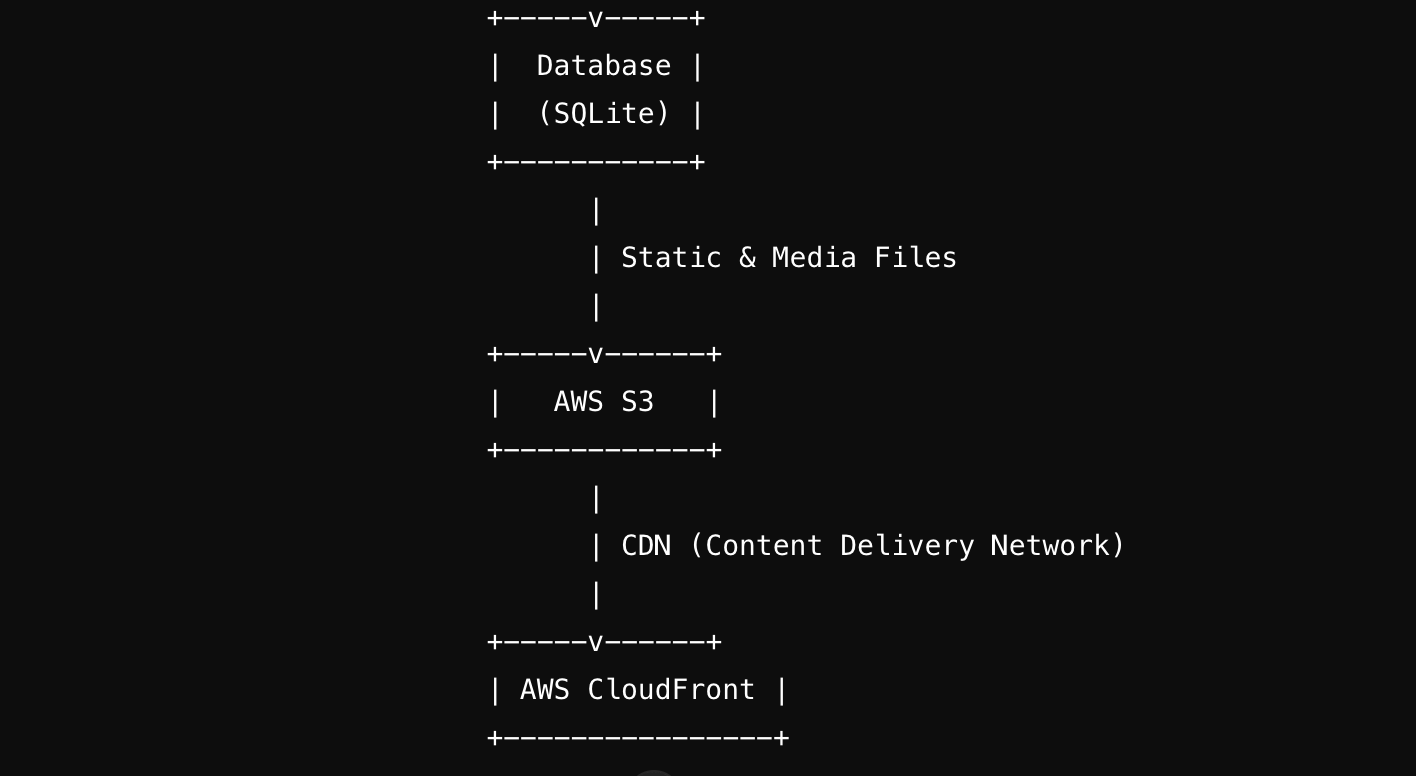 +-----v-----+
|  Database |
|  (SQLite) |
+-----------+
      |
      | Static & Media Files
      |
+-----v------+
|   AWS S3   |
+------------+
      |
      | CDN (Content Delivery Network)
      |
+-----v------+
| AWS CloudFront |
+----------------+